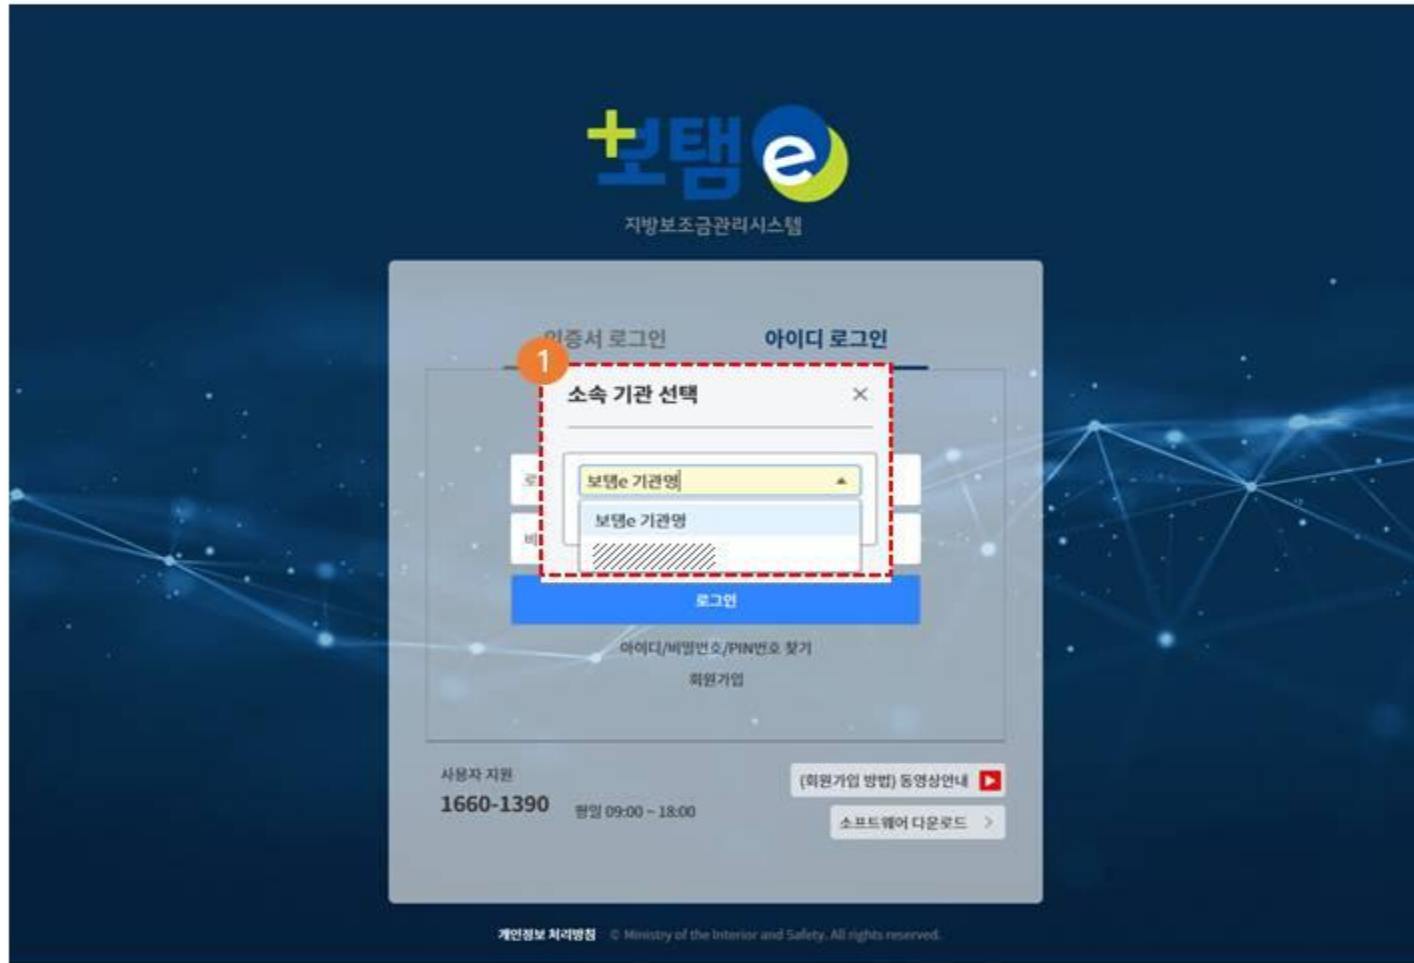 보탬e
지방보조금관리시스템
인증서 로그인
아이디 로그인
1
소속 기관 선택
로
보탬e 기관명
보탬e 기관명
비
로그인
아이디/비밀번호/PIN번호 찾기
회원가입
사용자 지원
1660-1390 평일 09:00 ~ 18:00
(회원가입 방법) 동영상안내
소프트웨어 다운로드
개인정보 처리방침 © Ministry of the Interior and Safety. All rights reserved.